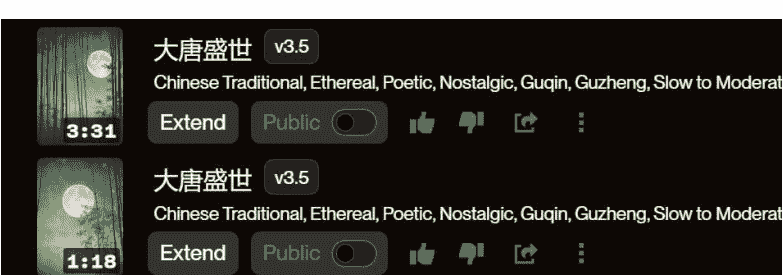 大唐盛世 v3.5
Chinese Traditional, Ethereal, Poetic, Nostalgic, Guqin, Guzheng, Slow to Moderat
3:31
Extend Public
大唐盛世 v3.5
Chinese Traditional, Ethereal, Poetic, Nostalgic, Guqin, Guzheng, Slow to Moderat
1:18
Extend Public